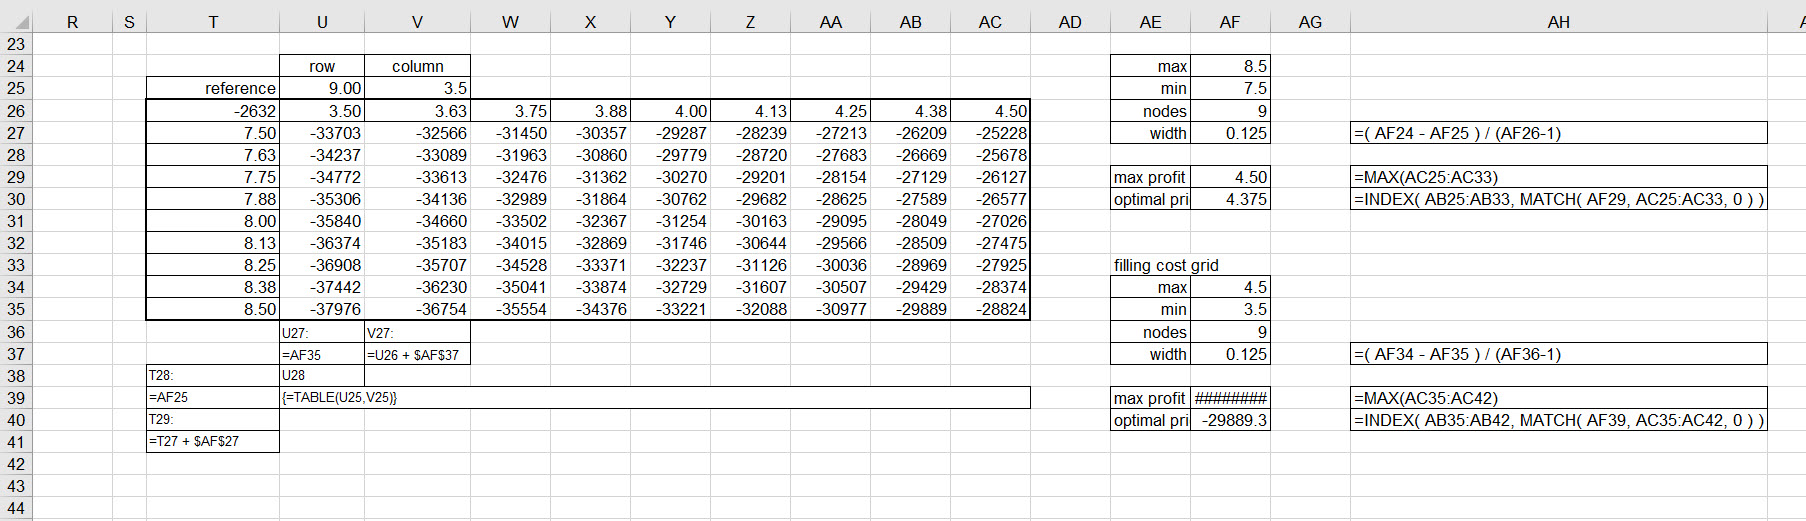 R S T U V W X Y Z AA AB AC AD AE AF AG AH
23
24 row column max 8.5
25 reference 9.00 3.5 min 7.5
26 -2632 3.50 3.63 3.75 3.88 4.00 4.13 4.25 4.38 4.50 nodes 9
27 7.50 -33703 -32566 -31450 -30357 -29287 -28239 -27213 -26209 -25228 width 0.125 =( AF24 - AF25 ) / (AF26-1)
28 7.63 -34237 -33089 -31963 -30860 -29779 -28720 -27683 -26669 -25678
29 7.75 -34772 -33613 -32476 -31362 -30270 -29201 -28154 -27129 -26127 max profit 4.50 =MAX(AC25:AC33)
30 7.88 -35306 -34136 -32989 -31864 -30762 -29682 -28625 -27589 -26577 optimal pri 4.375 =INDEX( AB25:AB33, MATCH( AF29, AC25:AC33, 0 ) )
31 8.00 -35840 -34660 -33502 -32367 -31254 -30163 -29095 -28049 -27026
32 8.13 -36374 -35183 -34015 -32869 -31746 -30644 -29566 -28509 -27475
33 8.25 -36908 -35707 -34528 -33371 -32237 -31126 -30036 -28969 -27925 filling cost grid
34 8.38 -37442 -36230 -35041 -33874 -32729 -31607 -30507 -29429 -28374 max 4.5
35 8.50 -37976 -36754 -35554 -34376 -33221 -32088 -30977 -29889 -28824 min 3.5
36 U27: V27: nodes 9
37 =AF35 =U26 + $AF$37 width 0.125 =( AF34 - AF35 ) / (AF36-1)
38 T28: U28
39 =AF25 {=TABLE(U25,V25)} max profit ######## =MAX(AC35:AC42)
40 T29: optimal pri -29889.3 =INDEX( AB35:AB42, MATCH( AF39, AC35:AC42, 0 ) )
41 =T27 + $AF$27
42
43
44